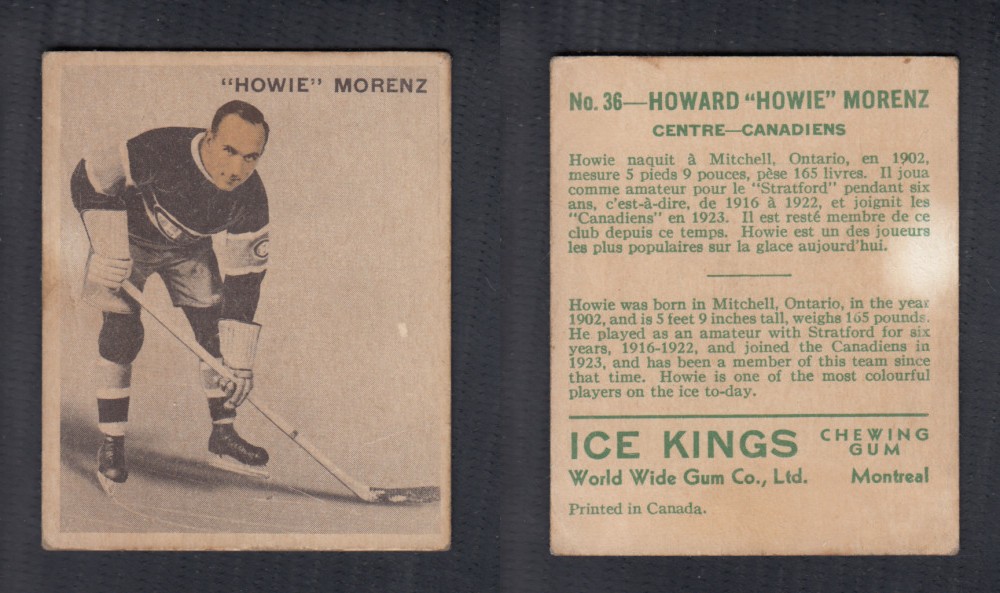 "HOWIE" MORENZ
No. 36—HOWARD "HOWIE" MORENZ
CENTRE—CANADIENS
Howie naquit à Mitchell, Ontario, en 1902,
mesure 5 pieds 9 pouces, pèse 165 livres. Il joua
comme amateur pour le "Stratford" pendant six
ans, c'est-à-dire, de 1916 à 1922, et joignit les
"Canadiens" en 1923. Il est resté membre de ce
club depuis ce temps. Howie est un des joueurs
les plus populaires sur la glace aujourd'hui.
Howie was born in Mitchell, Ontario, in the year
1902, and is 5 feet 9 inches tall, weighs 165 pounds.
He played as an amateur with Stratford for six
years, 1916-1922, and joined the Canadiens in
1923, and has been a member of this team since
that time. Howie is one of the most colourful
players on the ice to-day.
ICE KINGS CHEWING GUM
World Wide Gum Co., Ltd. Montreal
Printed in Canada.